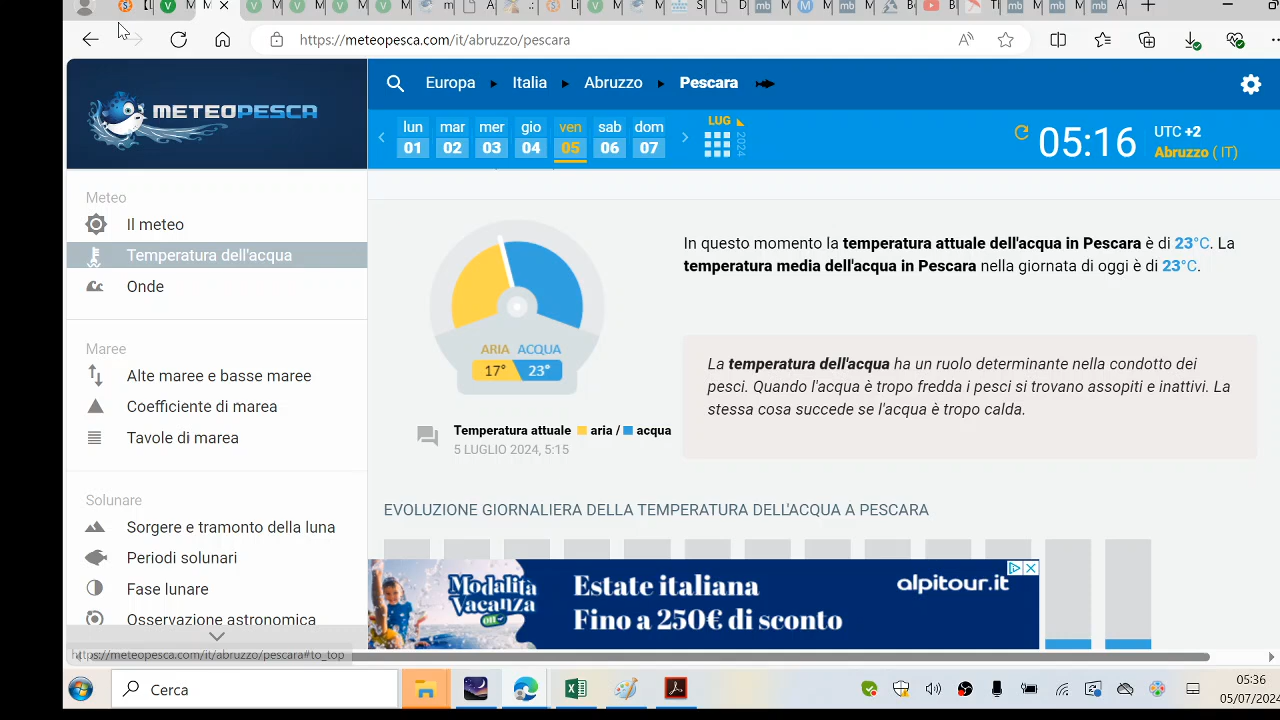 https://meteopesca.com/it/abruzzo/pescara
METEOPESCA
Europa Italia Abruzzo Pescara
lun mar mer gio ven sab dom
01 02 03 04 05 06 07
LUG
2024
05:16
UTC +2
Abruzzo ( IT)
Meteo
Il meteo
Temperatura dell'acqua
Onde
Maree
Alte maree e basse maree
Coefficiente di marea
Tavole di marea
Solunare
Sorgere e tramonto della luna
Periodi solunari
Fase lunare
Osservazione astronomica
https://meteopesca.com/it/abruzzo/pescara#to_top
ARIA ACQUA
17° 23°
Temperatura attuale aria / acqua
5 LUGLIO 2024, 5:15
In questo momento la temperatura attuale dell'acqua in Pescara è di 23°C. La
temperatura media dell'acqua in Pescara nella giornata di oggi è di 23°C.
La temperatura dell'acqua ha un ruolo determinante nella condotto dei
pesci. Quando l'acqua è tropo fredda i pesci si trovano assopiti e inattivi. La
stessa cosa succede se l'acqua è tropo calda.
EVOLUZIONE GIORNALIERA DELLA TEMPERATURA DELL'ACQUA A PESCARA
Modalità
Vacanza
ON
Estate italiana
Fino a 250€ di sconto
alpitour.it
Cerca
05:36
05/07/202